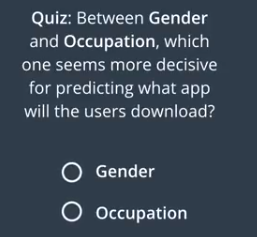 Quiz: Between Gender
and Occupation, which
one seems more decisive
for predicting what app
will the users download?
Gender
Occupation